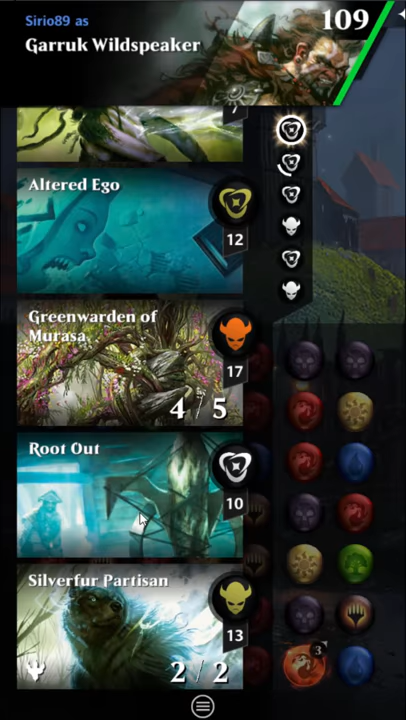 Sirio89 as
109
Garruk Wildspeaker
7
Altered Ego
12
Greenwarden of
Murasa
17
4 / 5
Root Out
10
Silverfur Partisan
13
2 / 2
3